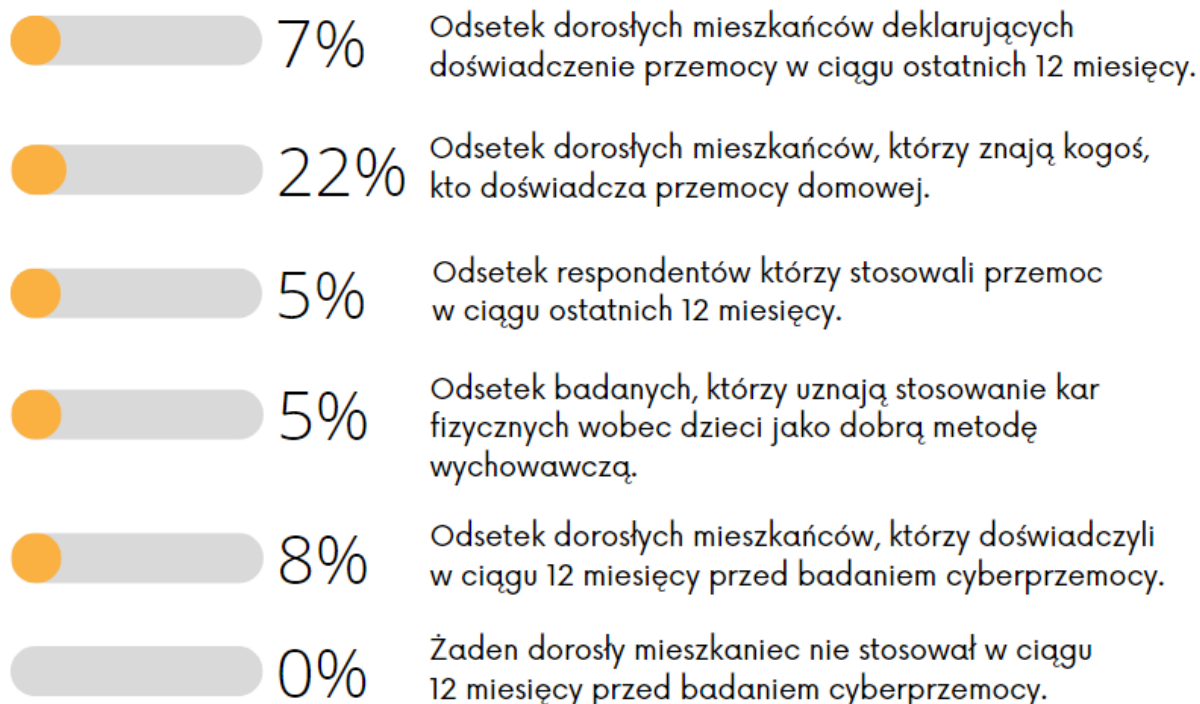 7%
Odsetek dorosłych mieszkańców deklarujących
doświadczenie przemocy w ciągu ostatnich 12 miesięcy.
22%
Odsetek dorosłych mieszkańców, którzy znają kogoś,
kto doświadcza przemocy domowej.
5%
Odsetek respondentów którzy stosowali przemoc
w ciągu ostatnich 12 miesięcy.
5%
Odsetek badanych, którzy uznają stosowanie kar
fizycznych wobec dzieci jako dobrą metodę
wychowawczą.
8%
Odsetek dorosłych mieszkańców, którzy doświadczyli
w ciągu 12 miesięcy przed badaniem cyberprzemocy.
0%
Żaden dorosły mieszkaniec nie stosował w ciągu
12 miesięcy przed badaniem cyberprzemocy.